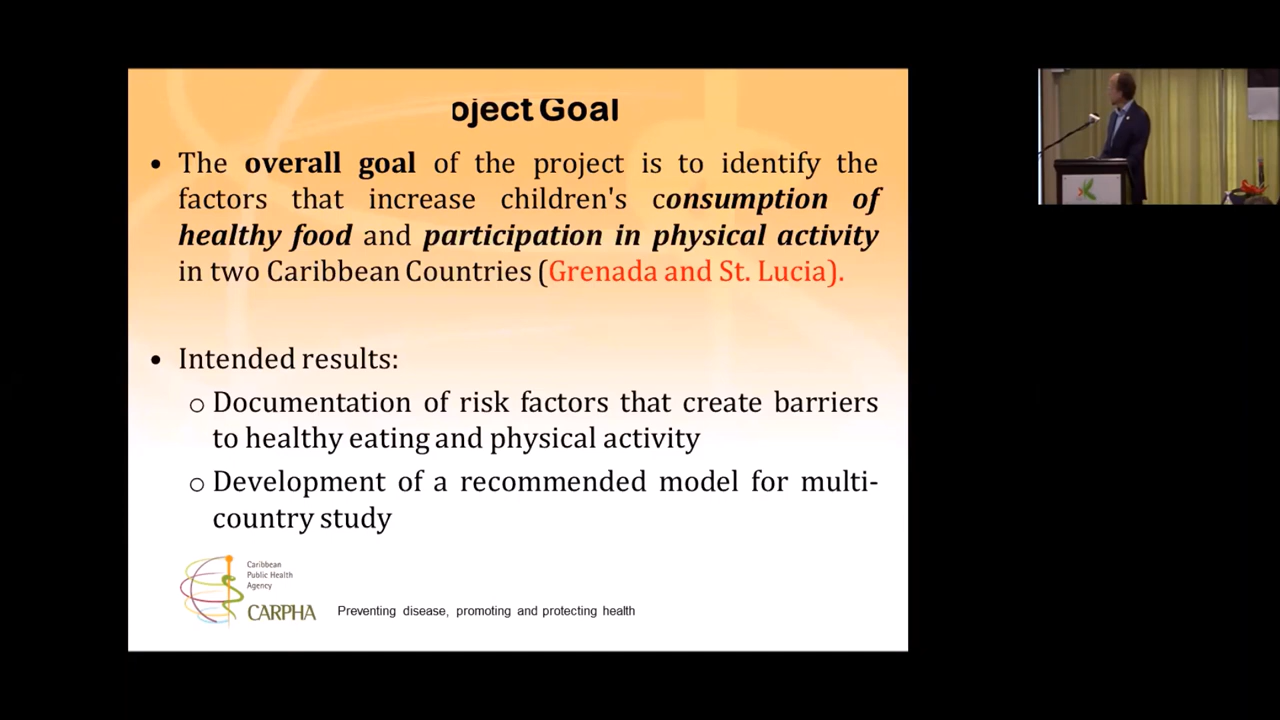 oject Goal
• The overall goal of the project is to identify the
factors that increase children's consumption of
healthy food and participation in physical activity
in two Caribbean Countries (Grenada and St. Lucia).
• Intended results:
o Documentation of risk factors that create barriers
to healthy eating and physical activity
o Development of a recommended model for multi-
country study
Caribbean
Public Health
Agency
CARPHA
Preventing disease, promoting and protecting health